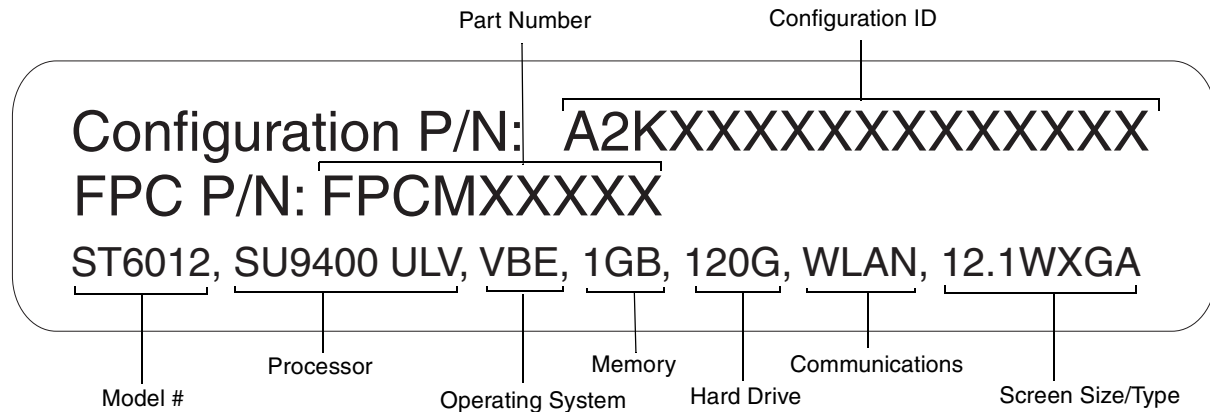 Part Number Configuration ID
Configuration P/N: A2KXXXXXXXXXXXXXX
FPC P/N: FPCMXXXXX
ST6012, SU9400 ULV, VBE, 1GB, 120G, WLAN, 12.1WXGA
Processor Memory Communications
Model # Operating System Hard Drive Screen Size/Type